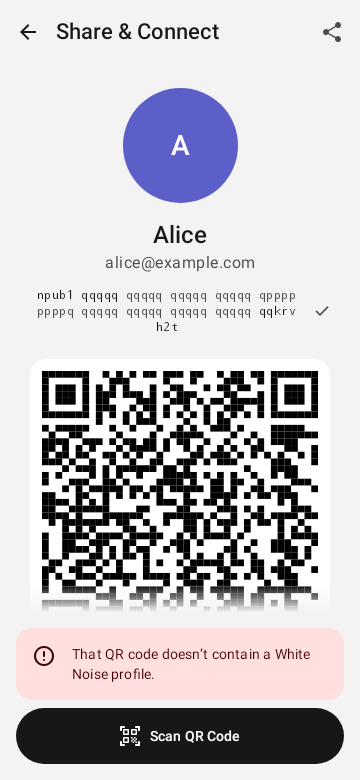 Share & Connect
A
Alice
alice@example.com
npub1 qqqqq qqqqq qqqqq qqqqq qpppp
ppppq qqqqq qqqqq qqqqq qqqqq qqkrv
h2t
That QR code doesn't contain a White
Noise profile.
Scan QR Code